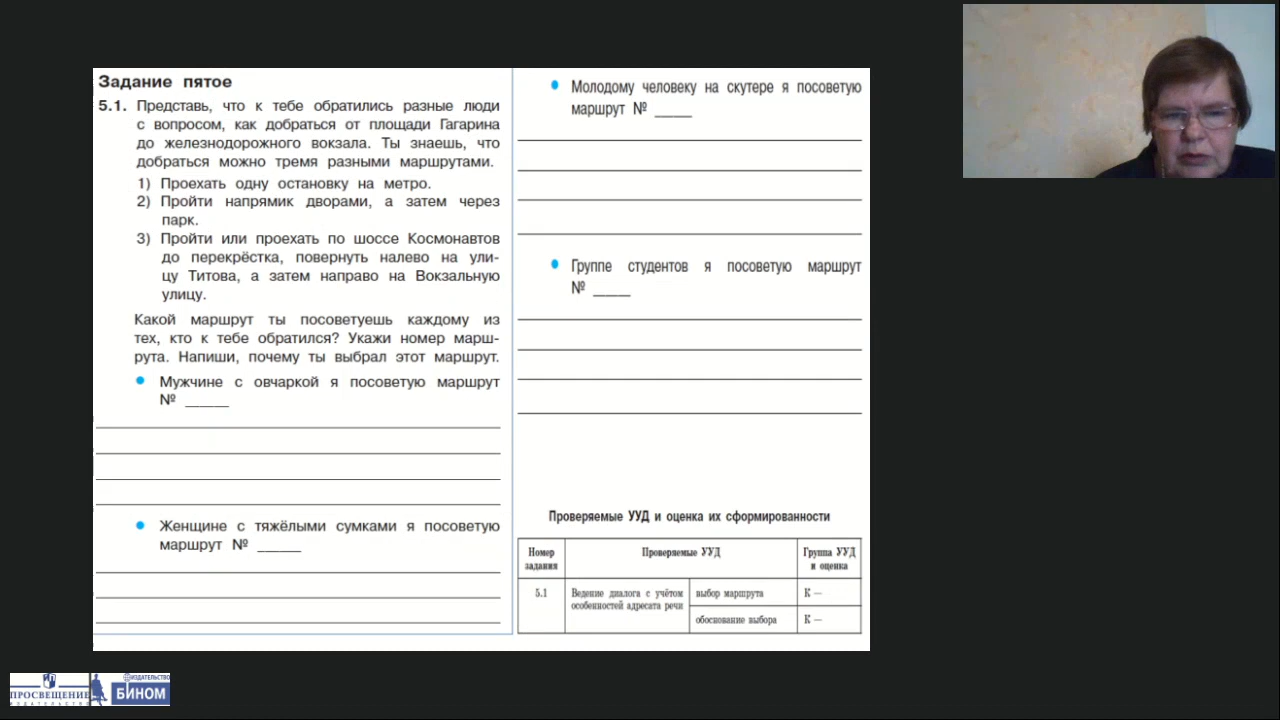 Задание пятое
5.1. Представь, что к тебе обратились разные люди
с вопросом, как добраться от площади Гагарина
до железнодорожного вокзала. Ты знаешь, что
добраться можно тремя разными маршрутами.
1) Проехать одну остановку на метро.
2) Пройти напрямик дворами, а затем через
парк.
3) Пройти или проехать по шоссе Космонавтов
до перекрёстка, повернуть налево на ули-
цу Титова, а затем направо на Вокзальную
улицу.
Какой маршрут ты посоветуешь каждому из
тех, кто к тебе обратился? Укажи номер марш-
рута. Напиши, почему ты выбрал этот маршрут.
• Мужчине с овчаркой я посоветую маршрут
№ _____
• Женщине с тяжёлыми сумками я посоветую
маршрут № _____
• Молодому человеку на скутере я посоветую
маршрут № _____
• Группе студентов я посоветую маршрут
№ _____
Проверяемые УУД и оценка их сформированности
Номер задания
Проверяемые УУД
Группа УУД и оценка
5.1
Ведение диалога с учётом
особенностей адресата речи
выбор маршрута
К —
обоснование выбора
К —
ПРОСВЕЩЕНИЕ
ИЗДАТЕЛЬСТВО
ИЗДАТЕЛЬСТВО
БИНОМ